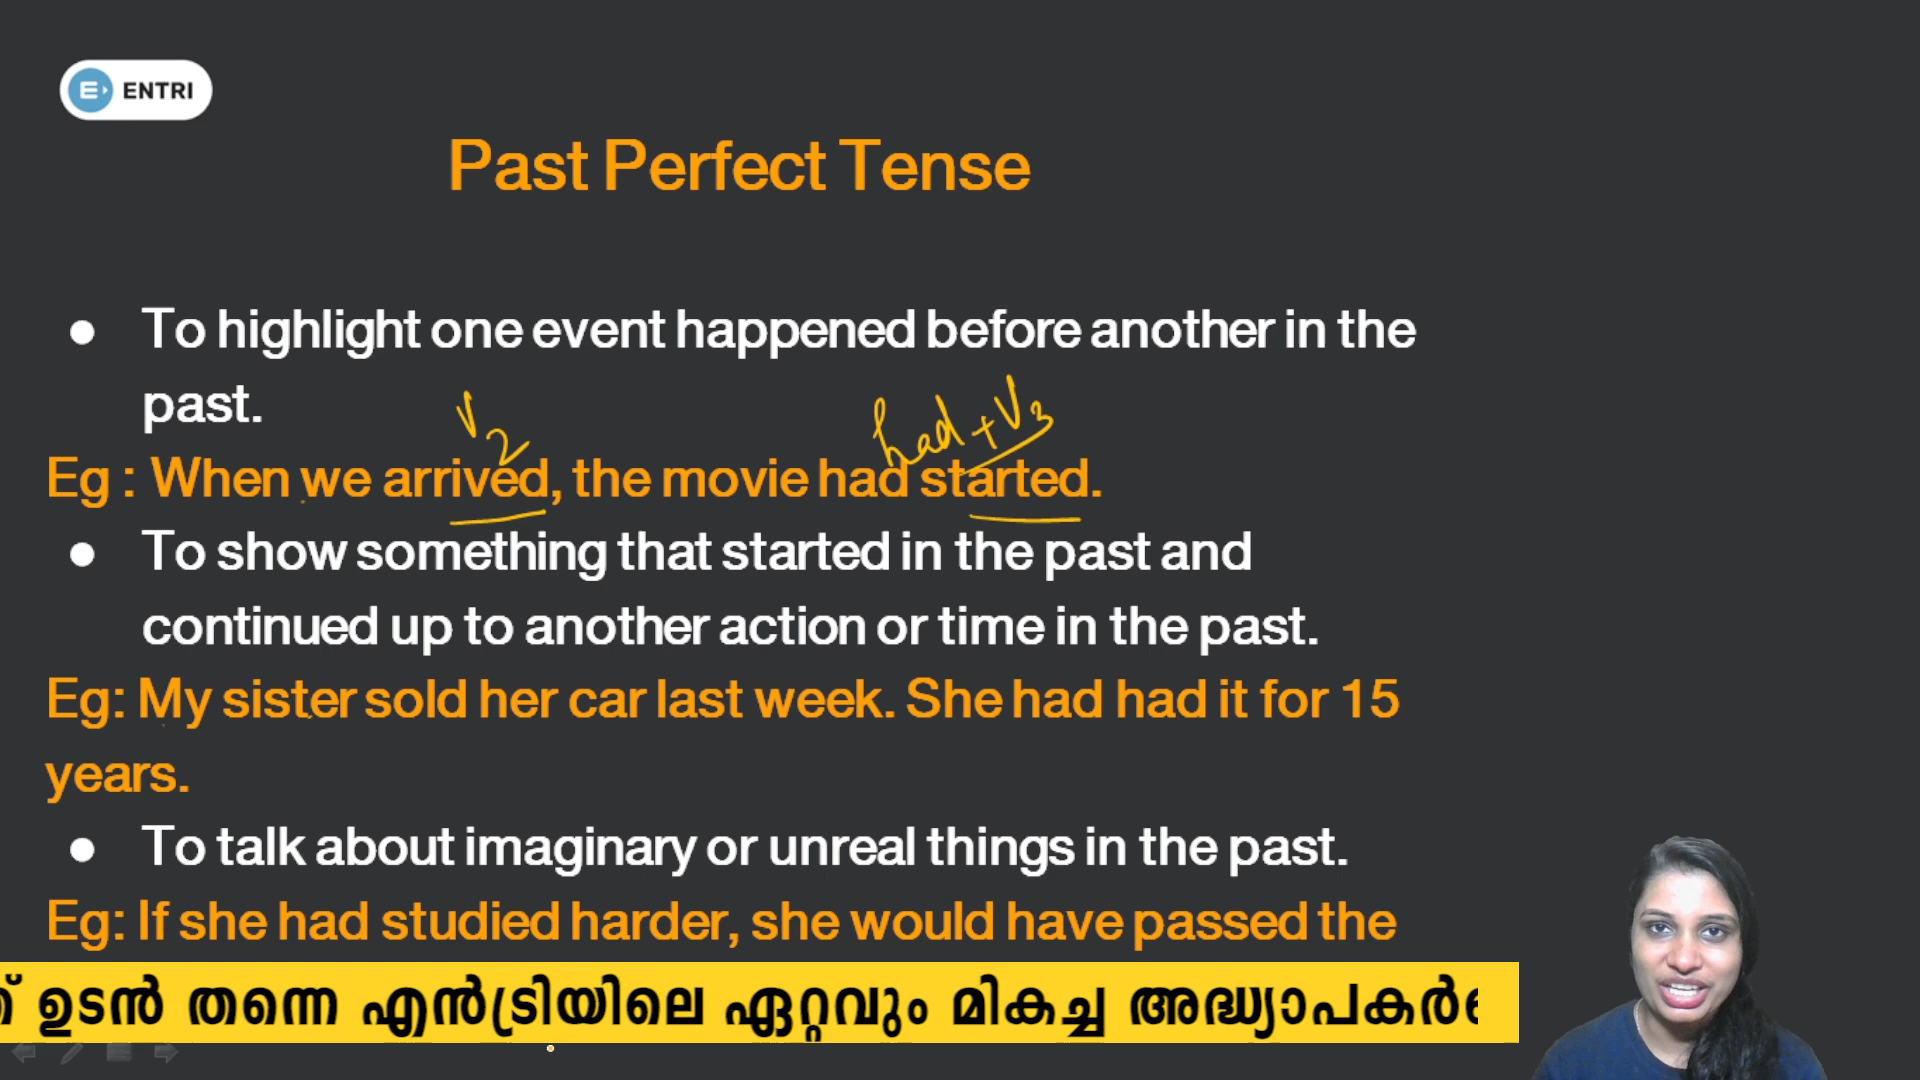 ENTRI
Past Perfect Tense
● To highlight one event happened before another in the
past.
V2 had + V3
Eg : When we arrived, the movie had started.
● To show something that started in the past and
continued up to another action or time in the past.
Eg: My sister sold her car last week. She had had it for 15
years.
● To talk about imaginary or unreal things in the past.
Eg: If she had studied harder, she would have passed the
ഉടൻ തന്നെ എൻട്രിയിലെ ഏറ്റവും മികച്ച